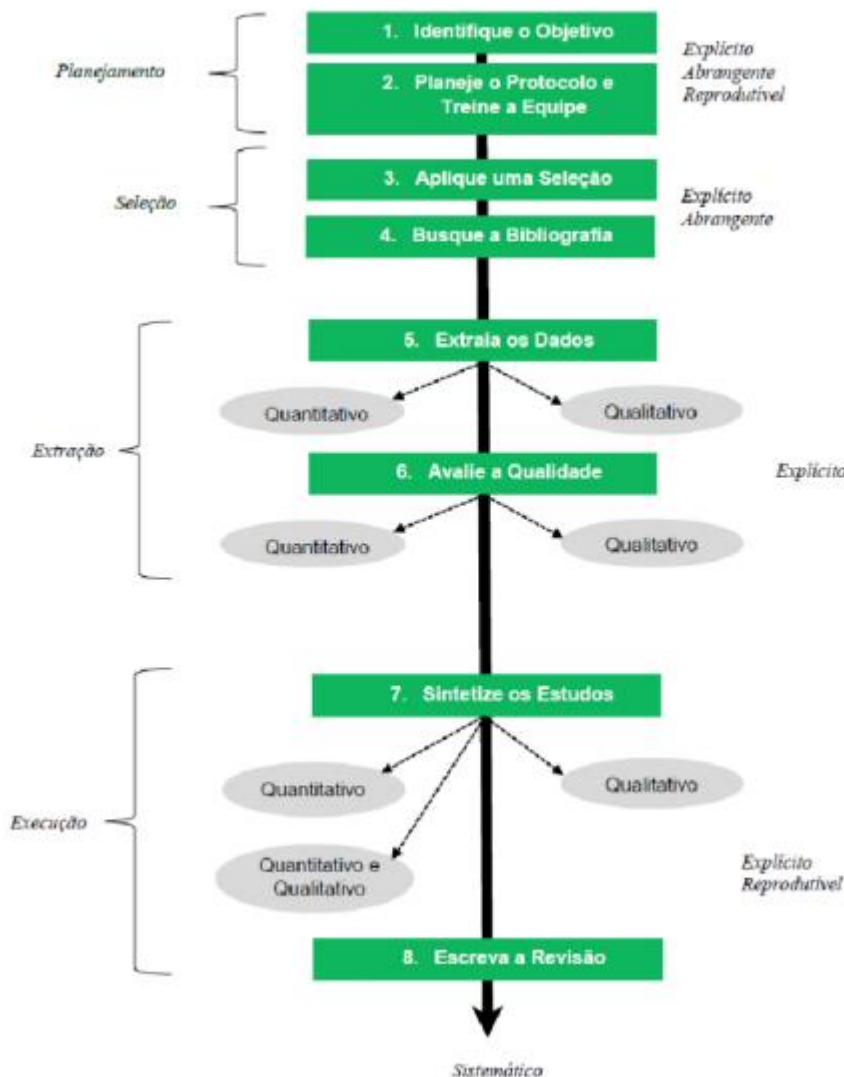 1. Identifique o Objetivo
Planejamento
Explícito
Abrangente
Reprodutível
2. Planeje o Protocolo e
Treine a Equipe
3. Aplique uma Seleção
Seleção
Explícito
Abrangente
4. Busque a Bibliografia
5. Extraia os Dados
Quantitativo
Qualitativo
Extração
6. Avalie a Qualidade
Explícito
Quantitativo
Qualitativo
7. Sintetize os Estudos
Quantitativo
Qualitativo
Execução
Quantitativo e
Qualitativo
Explícito
Reprodutível
8. Escreva a Revisão
Sistemático